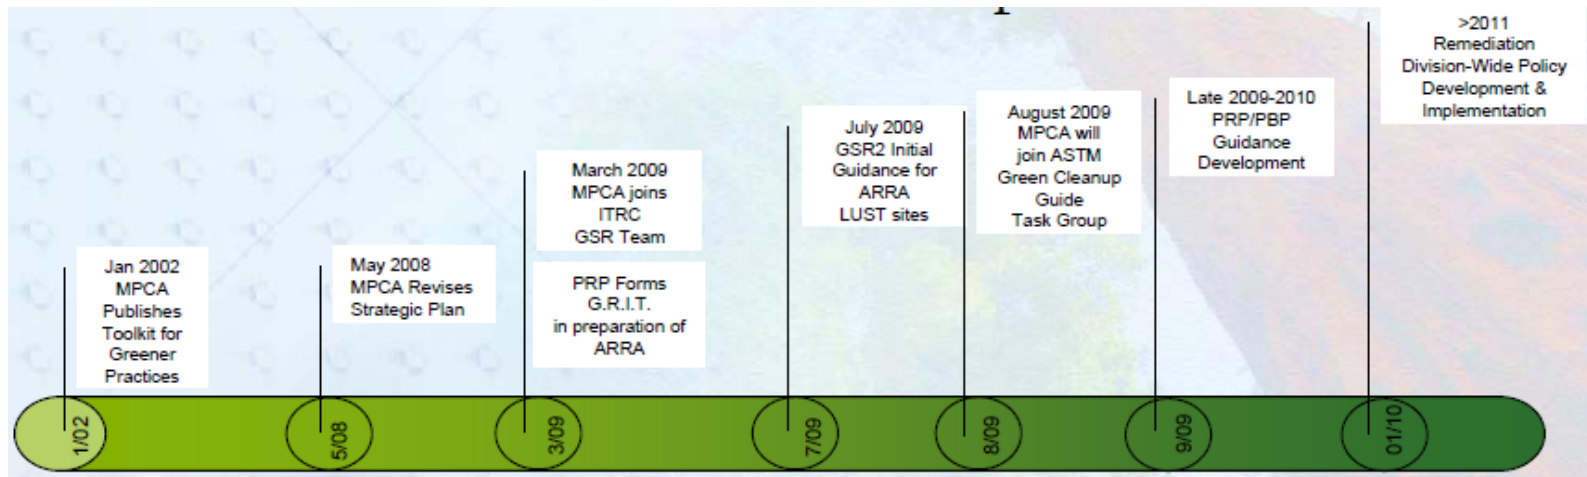 Jan 2002
MPCA
Publishes
Toolkit for
Greener
Practices
May 2008
MPCA Revises
Strategic Plan
March 2009
MPCA joins
ITRC
GSR Team
PRP Forms
G.R.I.T.
in preparation of
ARRA
July 2009
GSR2 Initial
Guidance for
ARRA
LUST sites
August 2009
MPCA will
join ASTM
Green Cleanup
Guide
Task Group
Late 2009-2010
PRP/PBP
Guidance
Development
>2011
Remediation
Division-Wide Policy
Development &
Implementation
1/02
5/08
3/09
7/09
8/09
9/09
01/10